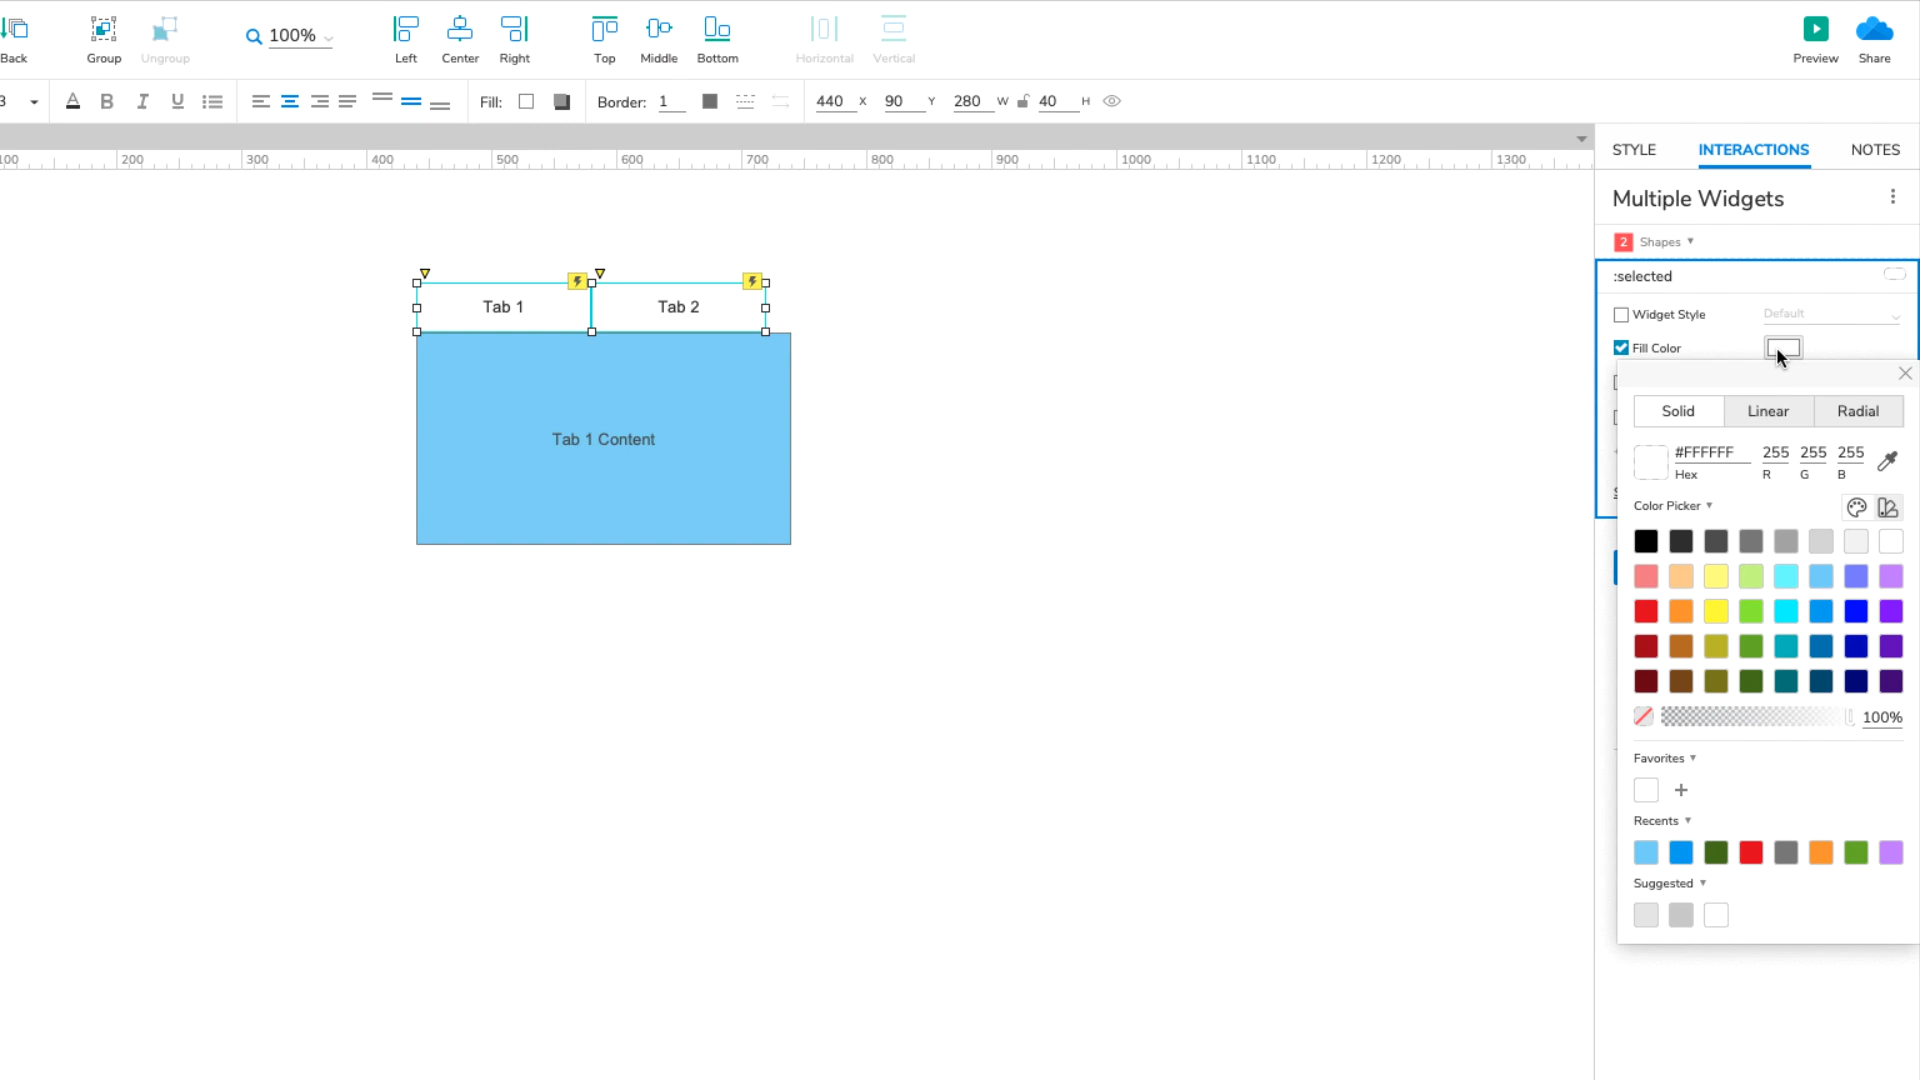 Back
Group
Ungroup
100%
Left
Center
Right
Top
Middle
Bottom
Horizontal
Vertical
Preview
Share
3
A B I U
Fill:
Border: 1
440 X 90 Y 280 W 40 H
100 200 300 400 500 600 700 800 900 1000 1100 1200 1300
STYLE INTERACTIONS NOTES
Multiple Widgets
2 Shapes
:selected
Widget Style Default
Fill Color
Tab 1
Tab 2
Tab 1 Content
Solid Linear Radial
#FFFFFF 255 255 255
Hex R G B
Color Picker
100%
Favorites
Recents
Suggested